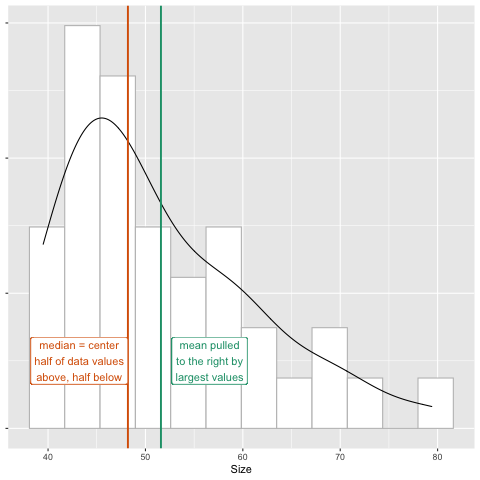 median = center
half of data values
above, half below
mean pulled
to the right by
largest values
40 50 60 70 80
Size